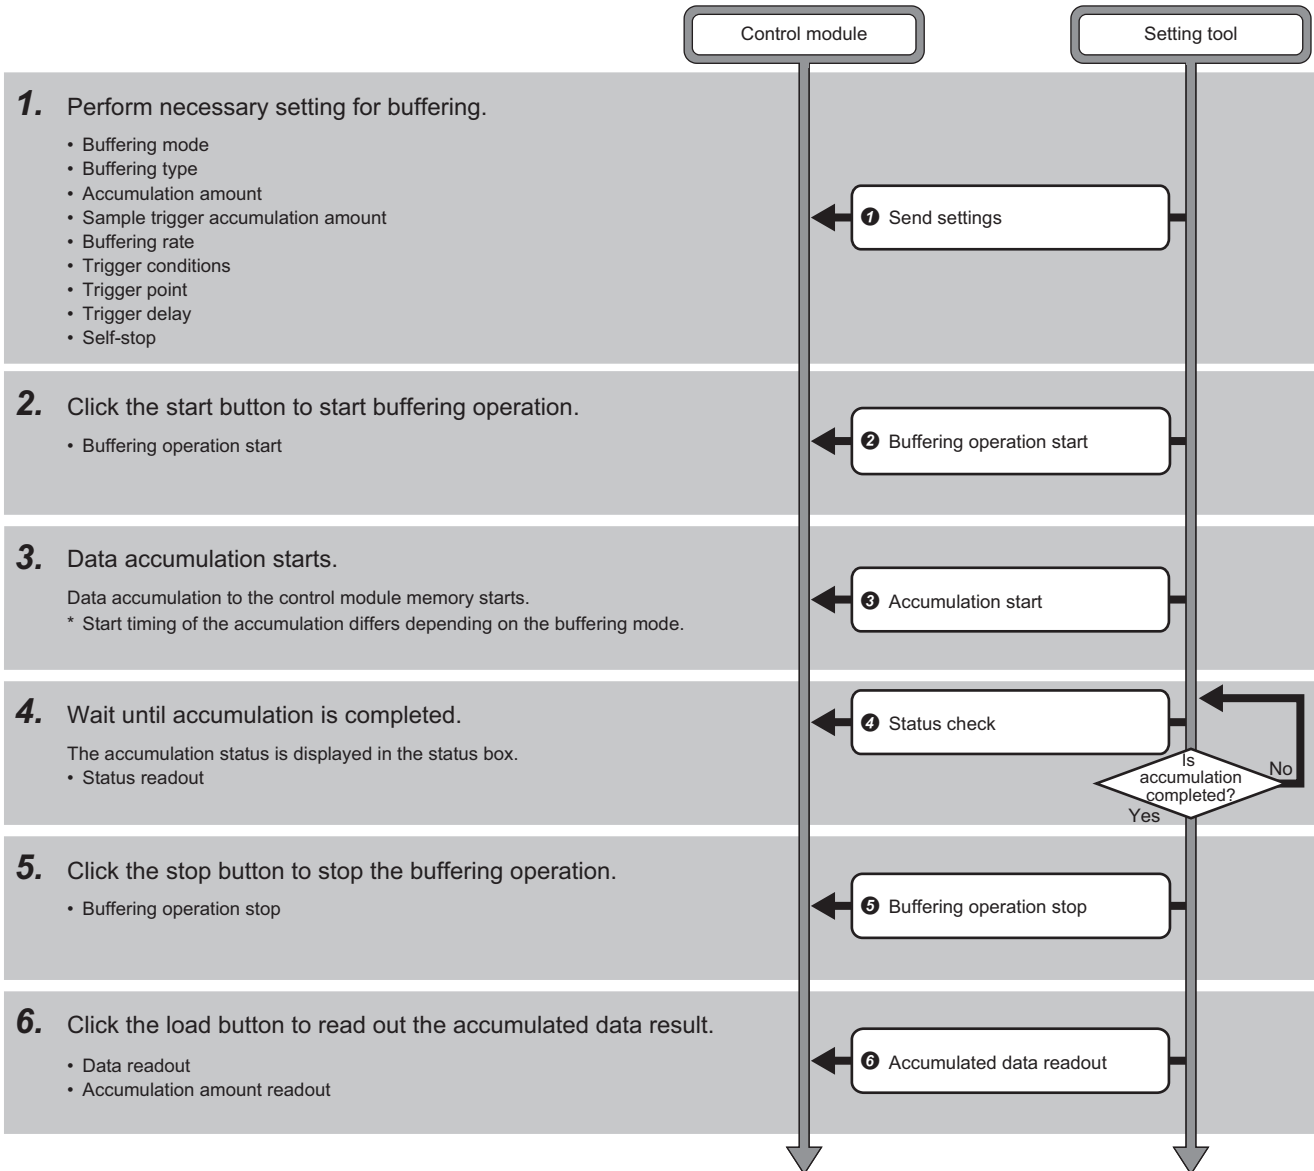 Control module
Setting tool
1. Perform necessary setting for buffering.
• Buffering mode
• Buffering type
• Accumulation amount
• Sample trigger accumulation amount
• Buffering rate
• Trigger conditions
• Trigger point
• Trigger delay
• Self-stop
❶ Send settings
2. Click the start button to start buffering operation.
• Buffering operation start
❷ Buffering operation start
3. Data accumulation starts.
Data accumulation to the control module memory starts.
* Start timing of the accumulation differs depending on the buffering mode.
❸ Accumulation start
4. Wait until accumulation is completed.
The accumulation status is displayed in the status box.
• Status readout
❹ Status check
Is
accumulation
completed?
No
Yes
5. Click the stop button to stop the buffering operation.
• Buffering operation stop
❺ Buffering operation stop
6. Click the load button to read out the accumulated data result.
• Data readout
• Accumulation amount readout
❻ Accumulated data readout